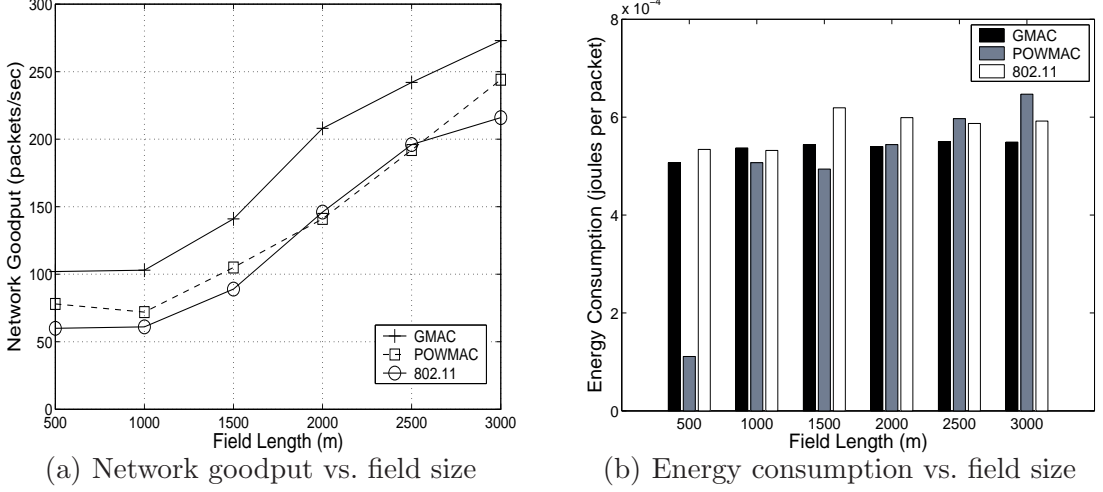 300
250
200
150
100
50
0
Network Goodput (packets/sec)
GMAC
POWMAC
802.11
500 1000 1500 2000 2500 3000
Field Length (m)
(a) Network goodput vs. field size
x 10⁻⁴
8
6
4
2
0
Energy Consumption (joules per packet)
GMAC
POWMAC
802.11
500 1000 1500 2000 2500 3000
Field Length (m)
(b) Energy consumption vs. field size